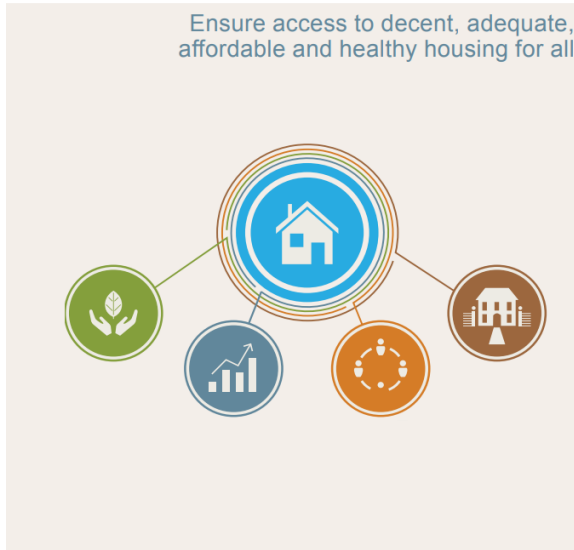 Ensure access to decent, adequate,
affordable and healthy housing for all